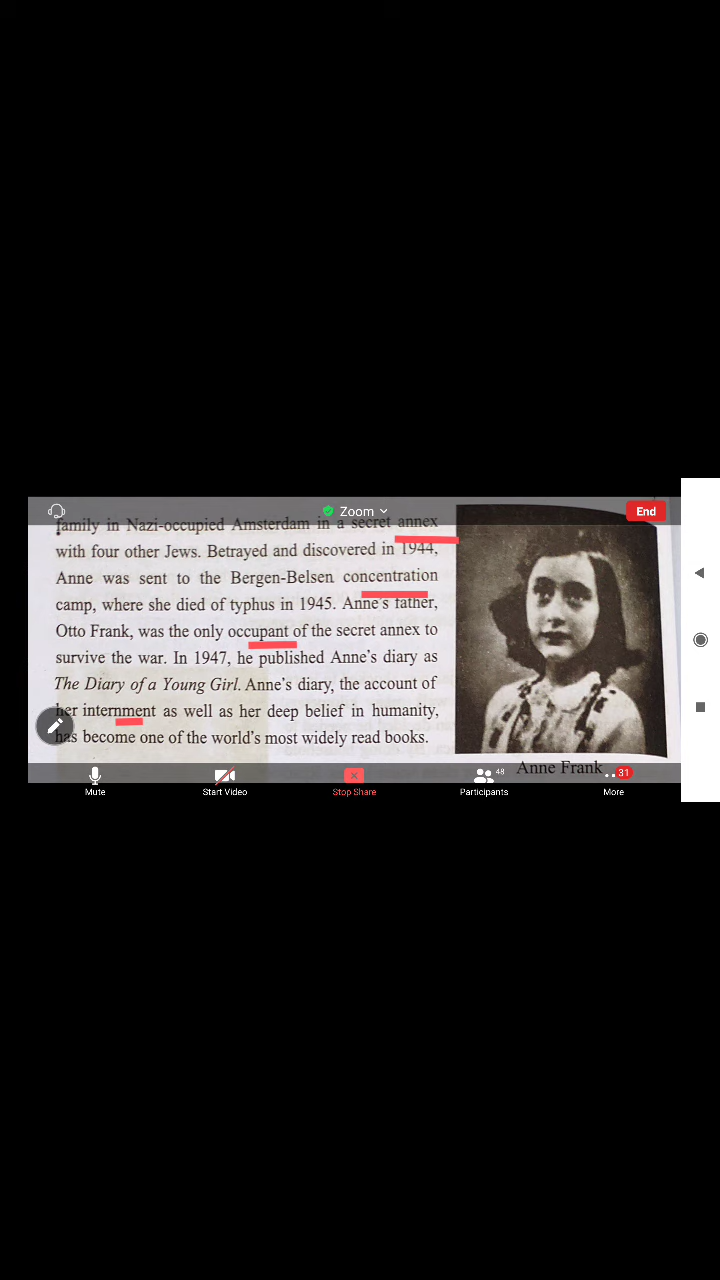 Zoom
End
family in Nazi-occupied Amsterdam in a secret annex
with four other Jews. Betrayed and discovered in 1944,
Anne was sent to the Bergen-Belsen concentration
camp, where she died of typhus in 1945. Anne's father,
Otto Frank, was the only occupant of the secret annex to
survive the war. In 1947, he published Anne's diary as
The Diary of a Young Girl. Anne's diary, the account of
her internment as well as her deep belief in humanity,
has become one of the world's most widely read books.
Anne Frank
48
31
Mute
Start Video
Stop Share
Participants
More